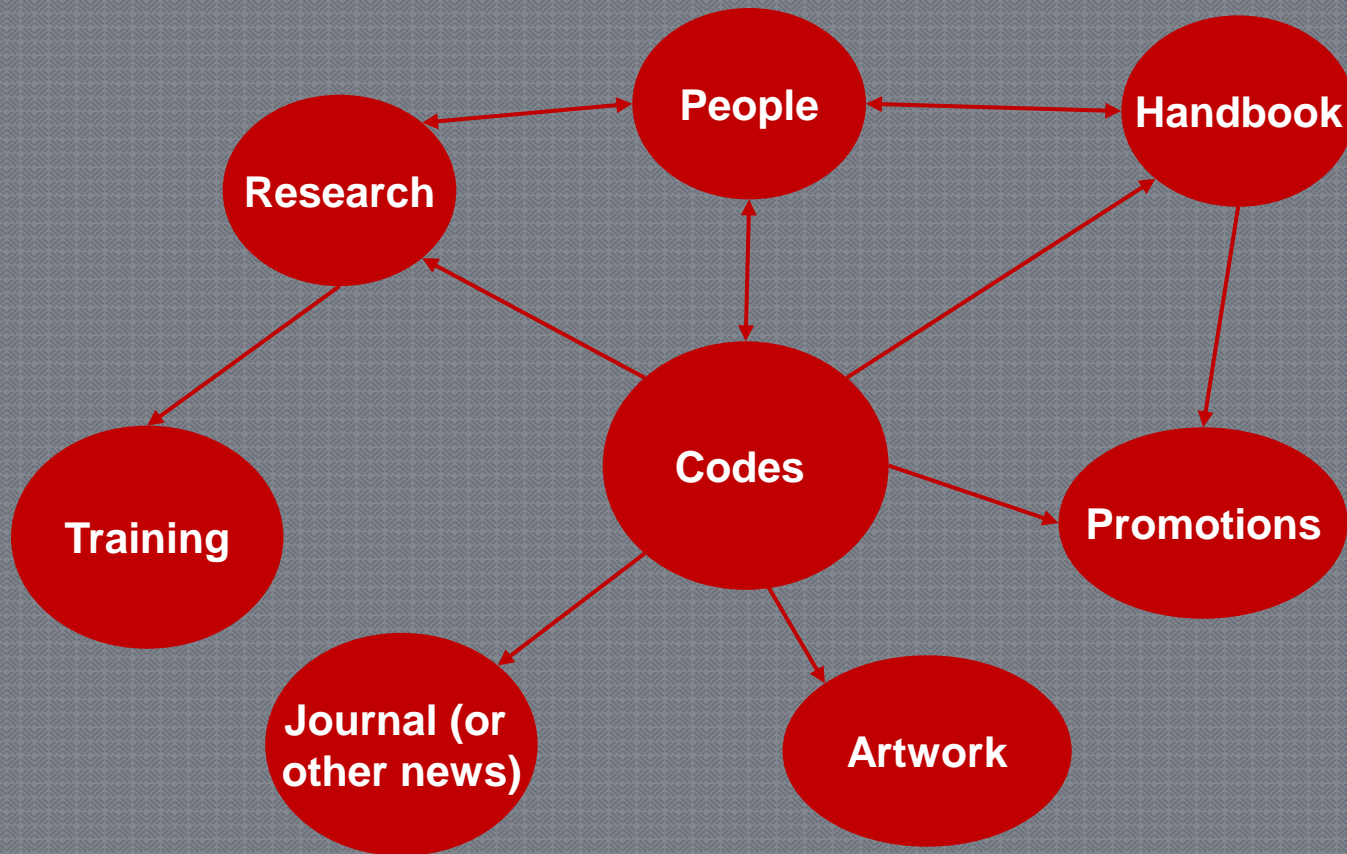 People
Handbook
Research
Codes
Promotions
Training
Journal (or
other news)
Artwork